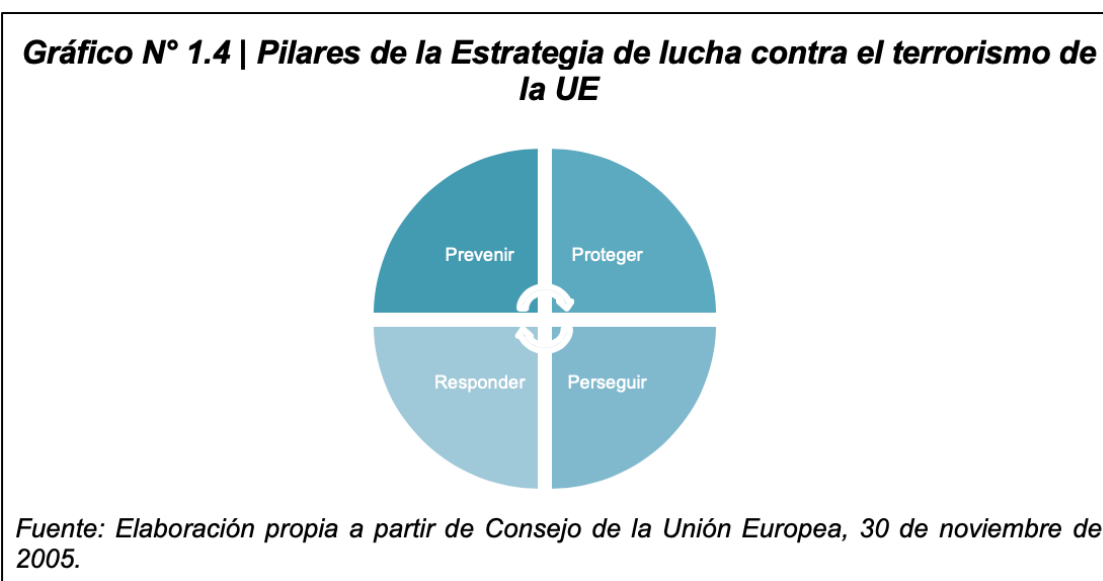 Gráfico N° 1.4 | Pilares de la Estrategia de lucha contra el terrorismo de
la UE
Prevenir
Proteger
Responder
Perseguir
Fuente: Elaboración propia a partir de Consejo de la Unión Europea, 30 de noviembre de
2005.